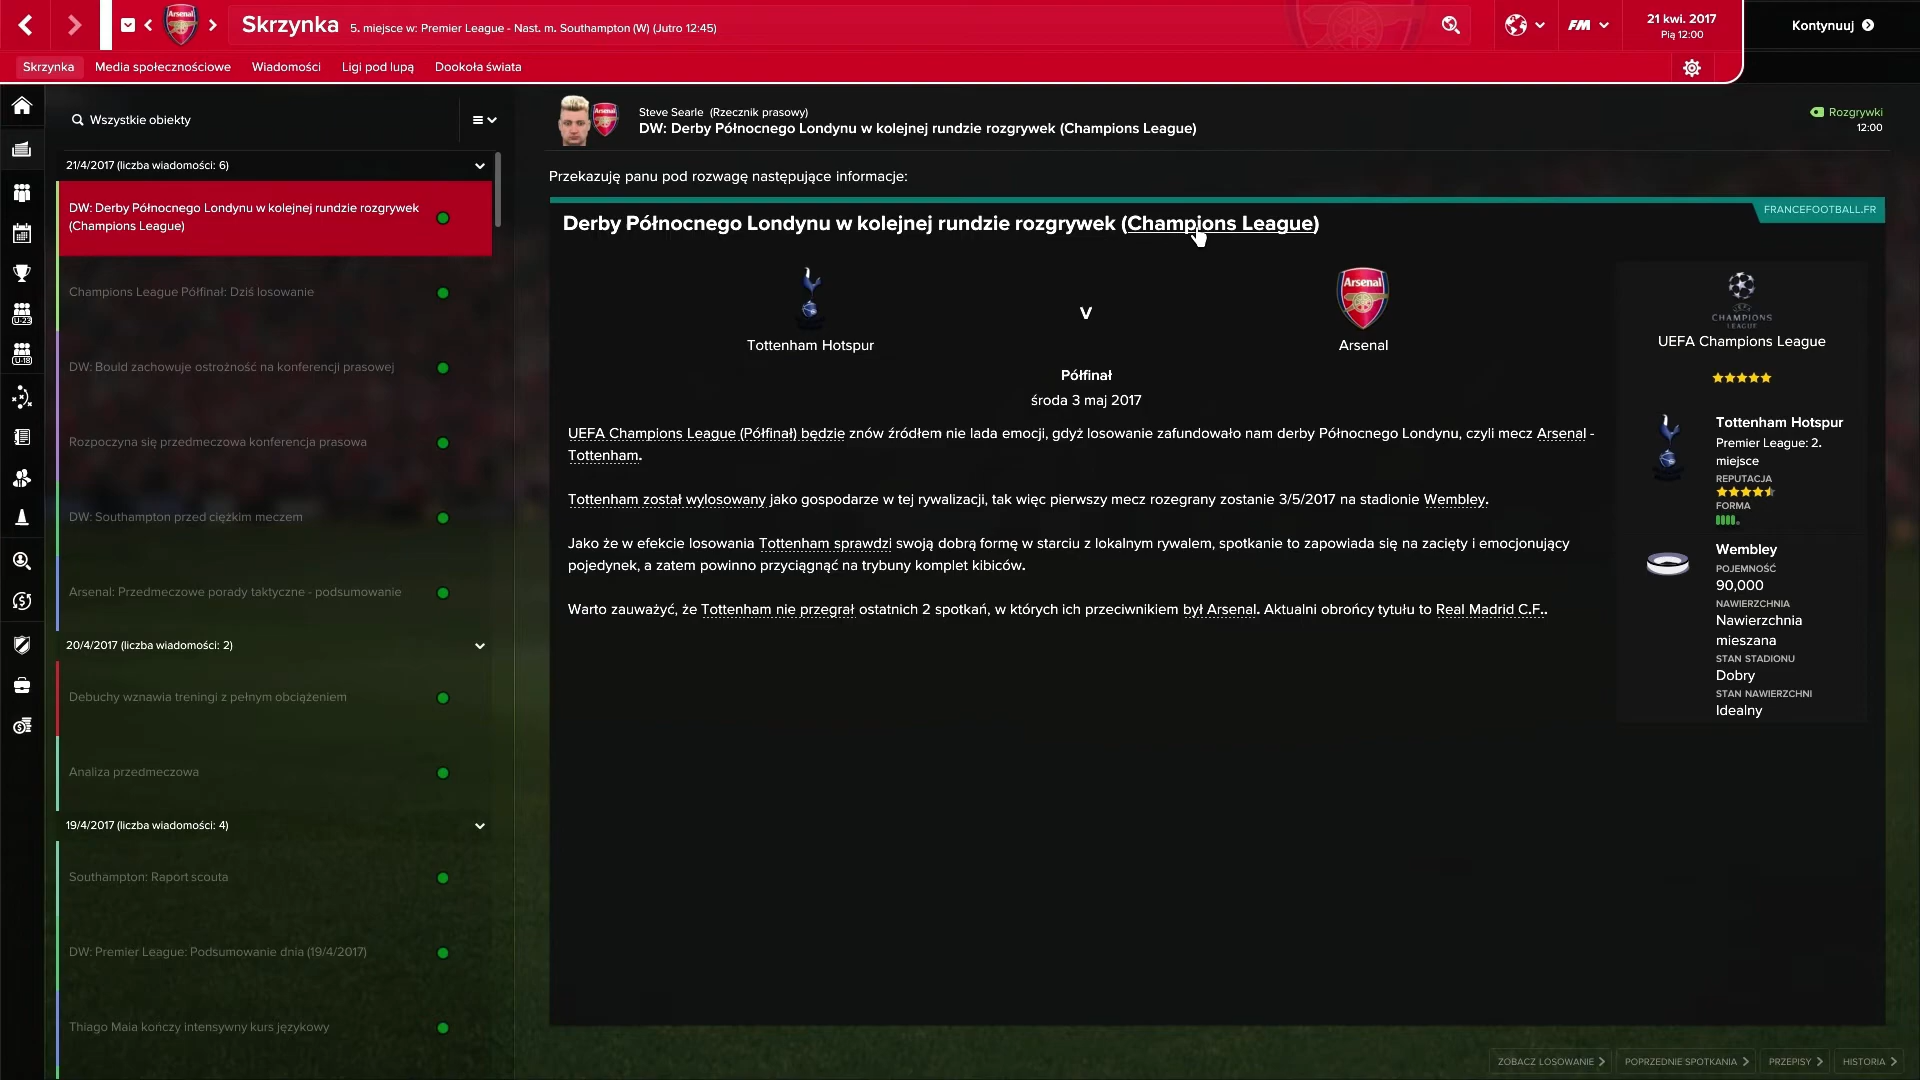 Skrzynka
5. miejsce w: Premier League - Nast. m. Southampton (W) (Jutro 12:45)
FM
21 kwi. 2017
Pią 12:00
Kontynuuj
Skrzynka
Media społecznościowe
Wiadomości
Ligi pod lupą
Dookoła świata
Wszystkie obiekty
21/4/2017 (liczba wiadomości: 6)
DW: Derby Północnego Londynu w kolejnej rundzie rozgrywek
(Champions League)
Champions League Półfinał: Dziś losowanie
DW: Bould zachowuje ostrożność na konferencji prasowej
Rozpoczyna się przedmeczowa konferencja prasowa
DW: Southampton przed ciężkim meczem
Arsenal: Przedmeczowe porady taktyczne - podsumowanie
20/4/2017 (liczba wiadomości: 2)
Debuchy wznawia treningi z pełnym obciążeniem
Analiza przedmeczowa
19/4/2017 (liczba wiadomości: 4)
Southampton: Raport scouta
DW: Premier League: Podsumowanie dnia (19/4/2017)
Thiago Maia kończy intensywny kurs językowy
U-23
U-18
Steve Searle (Rzecznik prasowy)
DW: Derby Północnego Londynu w kolejnej rundzie rozgrywek (Champions League)
Rozgrywki
12:00
Przekazuję panu pod rozwagę następujące informacje:
FRANCEFOOTBALL.FR
Derby Północnego Londynu w kolejnej rundzie rozgrywek (Champions League)
Arsenal
V
Tottenham Hotspur
Arsenal
Półfinał
środa 3 maj 2017
UEFA Champions League (Półfinał) będzie znów źródłem nie lada emocji, gdyż losowanie zafundowało nam derby Północnego Londynu, czyli mecz Arsenal -
Tottenham.
Tottenham został wylosowany jako gospodarze w tej rywalizacji, tak więc pierwszy mecz rozegrany zostanie 3/5/2017 na stadionie Wembley.
Jako że w efekcie losowania Tottenham sprawdzi swoją dobrą formę w starciu z lokalnym rywalem, spotkanie to zapowiada się na zacięty i emocjonujący
pojedynek, a zatem powinno przyciągnąć na trybuny komplet kibiców.
Warto zauważyć, że Tottenham nie przegrał ostatnich 2 spotkań, w których ich przeciwnikiem był Arsenal. Aktualni obrońcy tytułu to Real Madrid C.F..
CHAMPIONS
LEAGUE
UEFA Champions League
Tottenham Hotspur
Premier League: 2.
miejsce
REPUTACJA
FORMA
Wembley
POJEMNOŚĆ
90,000
NAWIERZCHNIA
Nawierzchnia
mieszana
STAN STADIONU
Dobry
STAN NAWIERZCHNI
Idealny
ZOBACZ LOSOWANIE
POPRZEDNIE SPOTKANIA
PRZEPISY
HISTORIA